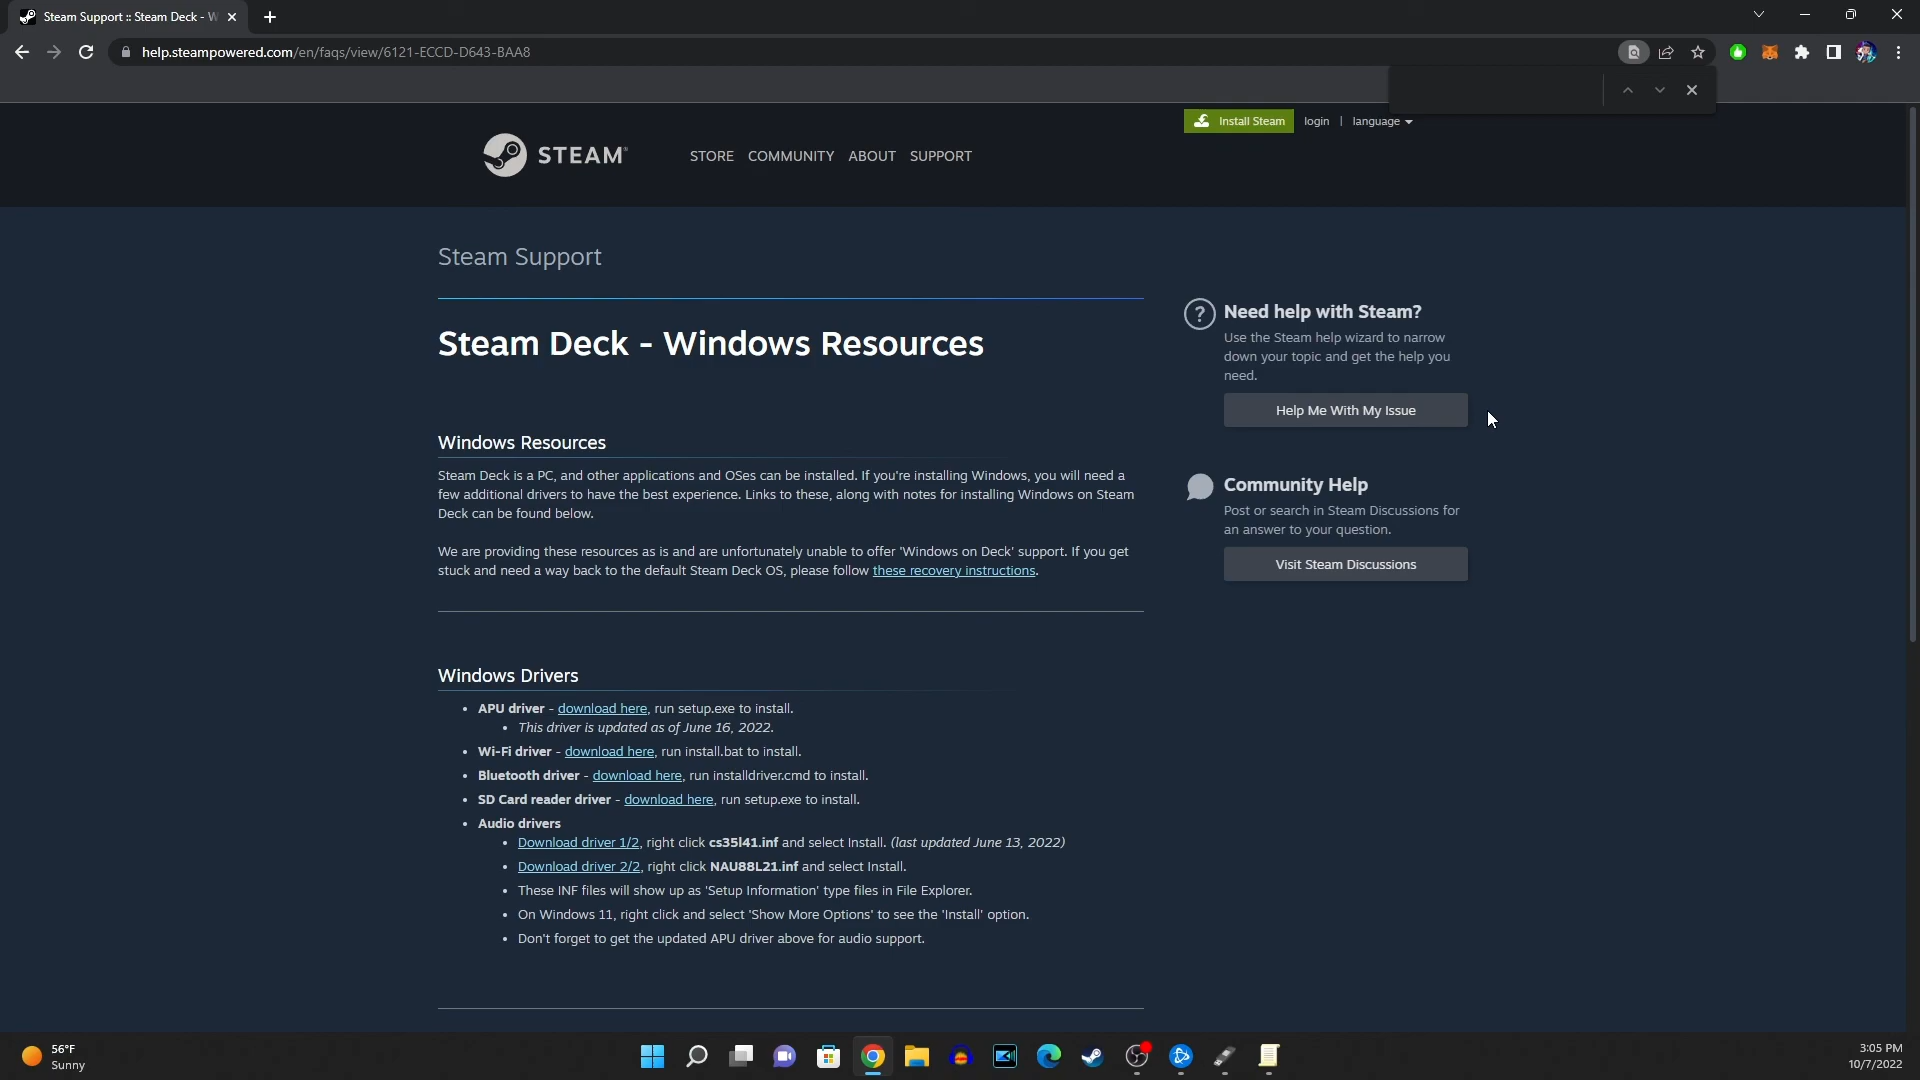 Steam Support :: Steam Deck - W
help.steampowered.com/en/faqs/view/6121-ECCD-D643-BAA8
Install Steam login | language
STEAM®
STORE COMMUNITY ABOUT SUPPORT
Steam Support
Steam Deck - Windows Resources
Windows Resources
Steam Deck is a PC, and other applications and OSes can be installed. If you're installing Windows, you will need a
few additional drivers to have the best experience. Links to these, along with notes for installing Windows on Steam
Deck can be found below.
We are providing these resources as is and are unfortunately unable to offer 'Windows on Deck' support. If you get
stuck and need a way back to the default Steam Deck OS, please follow these recovery instructions.
Windows Drivers
• APU driver - download here, run setup.exe to install.
• This driver is updated as of June 16, 2022.
• Wi-Fi driver - download here, run install.bat to install.
• Bluetooth driver - download here, run installdriver.cmd to install.
• SD Card reader driver - download here, run setup.exe to install.
• Audio drivers
• Download driver 1/2, right click cs35l41.inf and select Install. (last updated June 13, 2022)
• Download driver 2/2, right click NAU88L21.inf and select Install.
• These INF files will show up as 'Setup Information' type files in File Explorer.
• On Windows 11, right click and select 'Show More Options' to see the 'Install' option.
• Don't forget to get the updated APU driver above for audio support.
? Need help with Steam?
Use the Steam help wizard to narrow
down your topic and get the help you
need.
Help Me With My Issue
Community Help
Post or search in Steam Discussions for
an answer to your question.
Visit Steam Discussions
56°F
Sunny
3:05 PM
10/7/2022